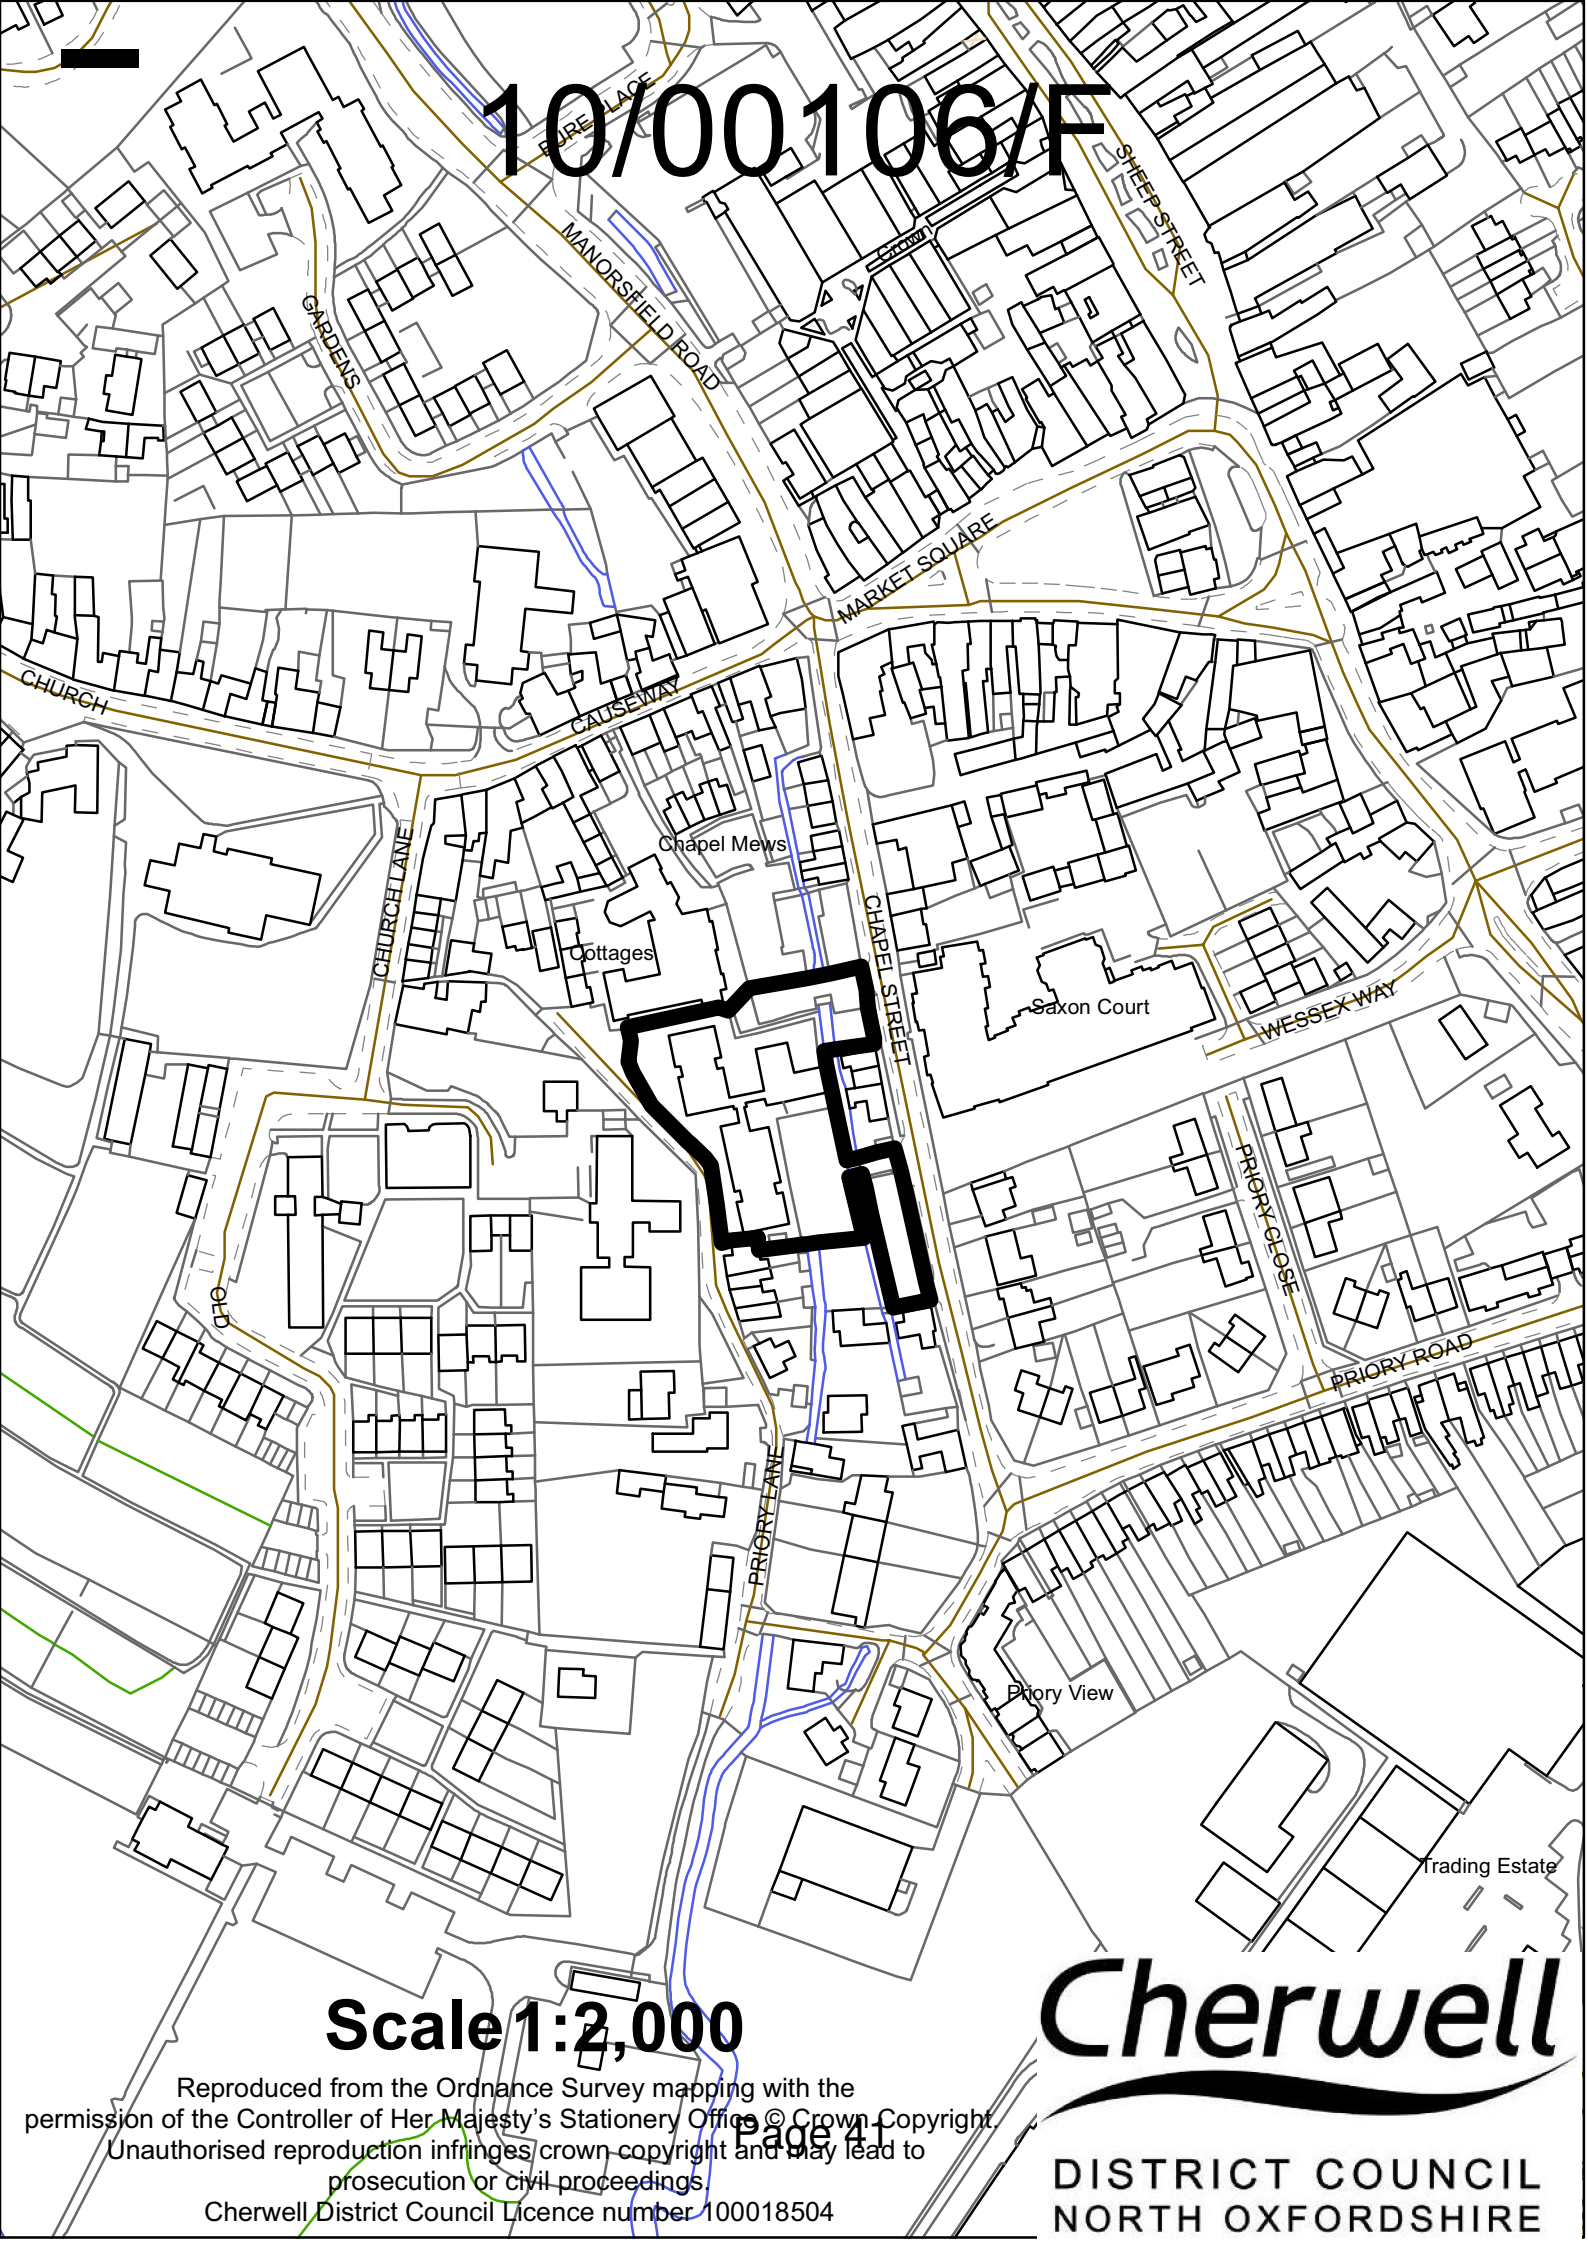 10/00106/F
BURE PLACE
SHEEP STREET
Crown
MANORSFIELD ROAD
GARDENS
MARKET SQUARE
CHURCH
CAUSEWAY
Chapel Mews
CHURCH LANE
CHAPEL STREET
Cottages
Saxon Court
WESSEX WAY
PRIORY CLOSE
OLD
PRIORY ROAD
PRIORY LANE
Priory View
Trading Estate
Scale 1:2,000
Reproduced from the Ordnance Survey mapping with the
permission of the Controller of Her Majesty's Stationery Office © Crown Copyright.
Unauthorised reproduction infringes crown copyright and may lead to
prosecution or civil proceedings.
Cherwell District Council Licence number 100018504
Page 41
Cherwell
DISTRICT COUNCIL
NORTH OXFORDSHIRE